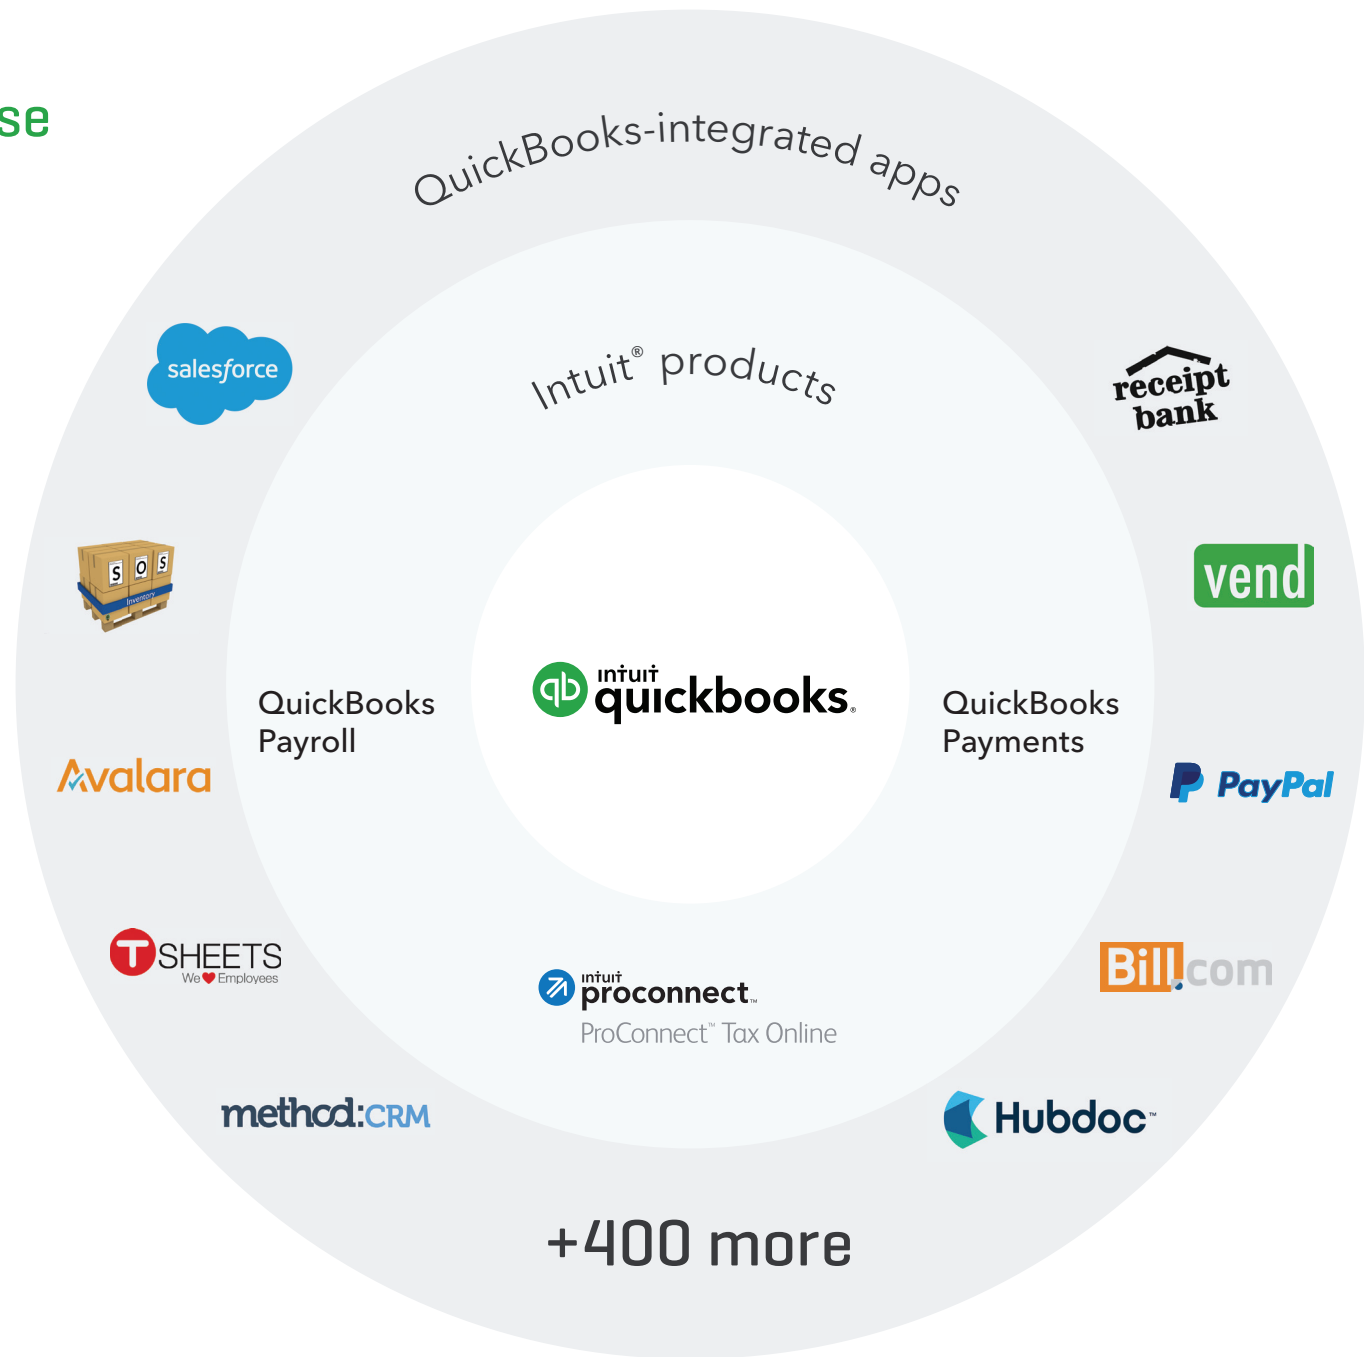 se
QuickBooks-integrated apps
Intuit® products
salesforce
receipt
bank
S O S
Inventory
vend
intuit
quickbooks®
QuickBooks
Payroll
QuickBooks
Payments
Avalara
PayPal
TSHEETS
We ♥ Employees
Bill.com
intuit
proconnect™
ProConnect™ Tax Online
method:CRM
Hubdoc™
+400 more